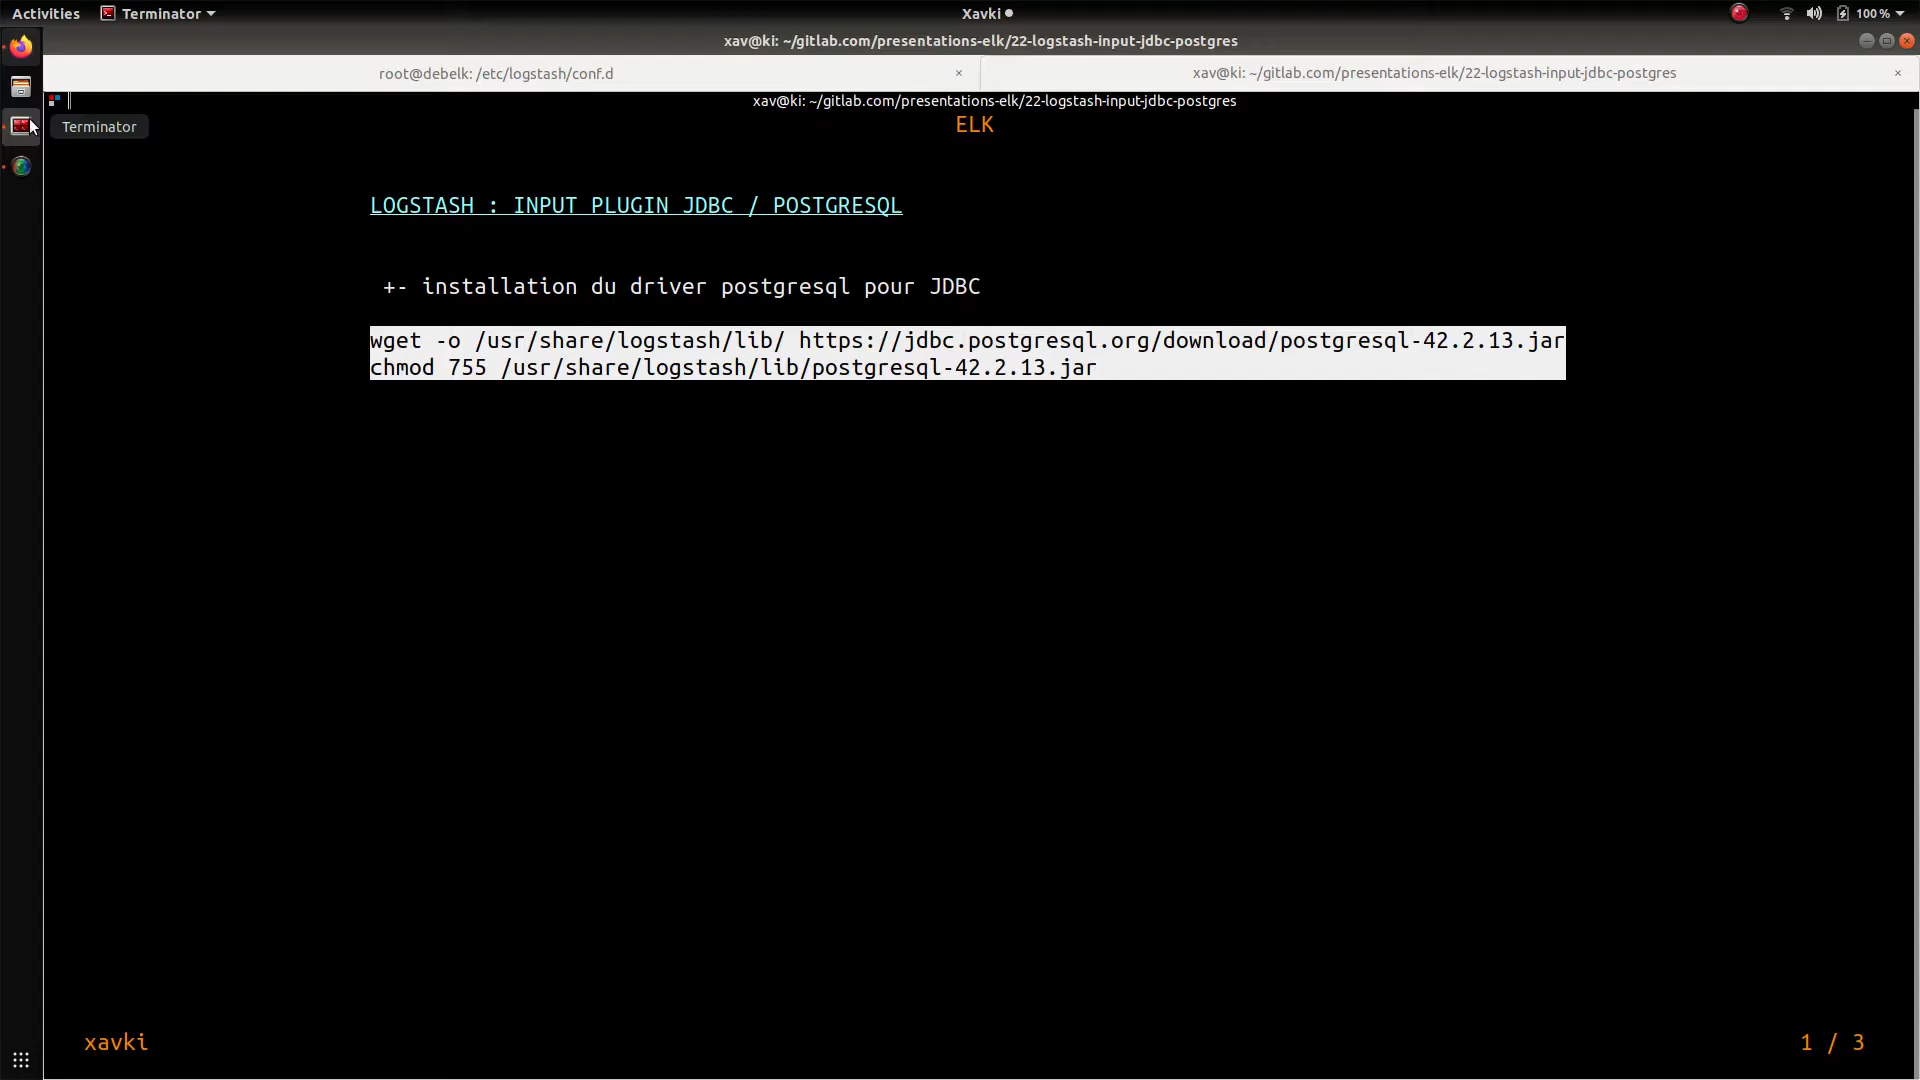 Activities Terminator Xavki 100 %
xav@ki: ~/gitlab.com/presentations-elk/22-logstash-input-jdbc-postgres
root@debelk: /etc/logstash/conf.d × xav@ki: ~/gitlab.com/presentations-elk/22-logstash-input-jdbc-postgres ×
xav@ki: ~/gitlab.com/presentations-elk/22-logstash-input-jdbc-postgres
Terminator
ELK
LOGSTASH : INPUT PLUGIN JDBC / POSTGRESQL
+- installation du driver postgresql pour JDBC
wget -o /usr/share/logstash/lib/ https://jdbc.postgresql.org/download/postgresql-42.2.13.jar
chmod 755 /usr/share/logstash/lib/postgresql-42.2.13.jar
xavki 1 / 3